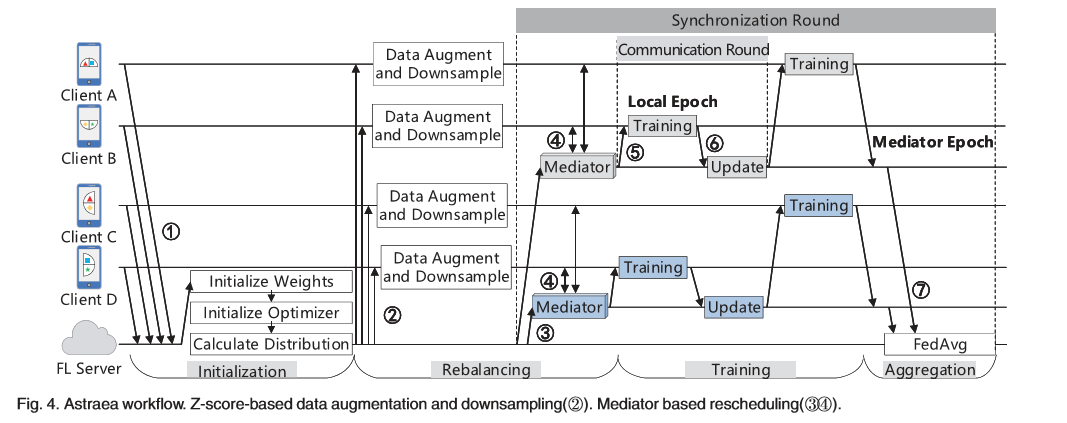 Synchronization Round
Communication Round
Client A
Data Augment
and Downsample
Training
Client B
Data Augment
and Downsample
Local Epoch
Training
④
⑤
⑥
Mediator
Update
Mediator Epoch
Client C
Data Augment
and Downsample
Training
①
Client D
Data Augment
and Downsample
Training
④
Mediator
Update
②
③
⑦
Initialize Weights
Initialize Optimizer
Calculate Distribution
FL Server
FedAvg
Initialization
Rebalancing
Training
Aggregation
Fig. 4. Astraea workflow. Z-score-based data augmentation and downsampling(②). Mediator based rescheduling(③④).